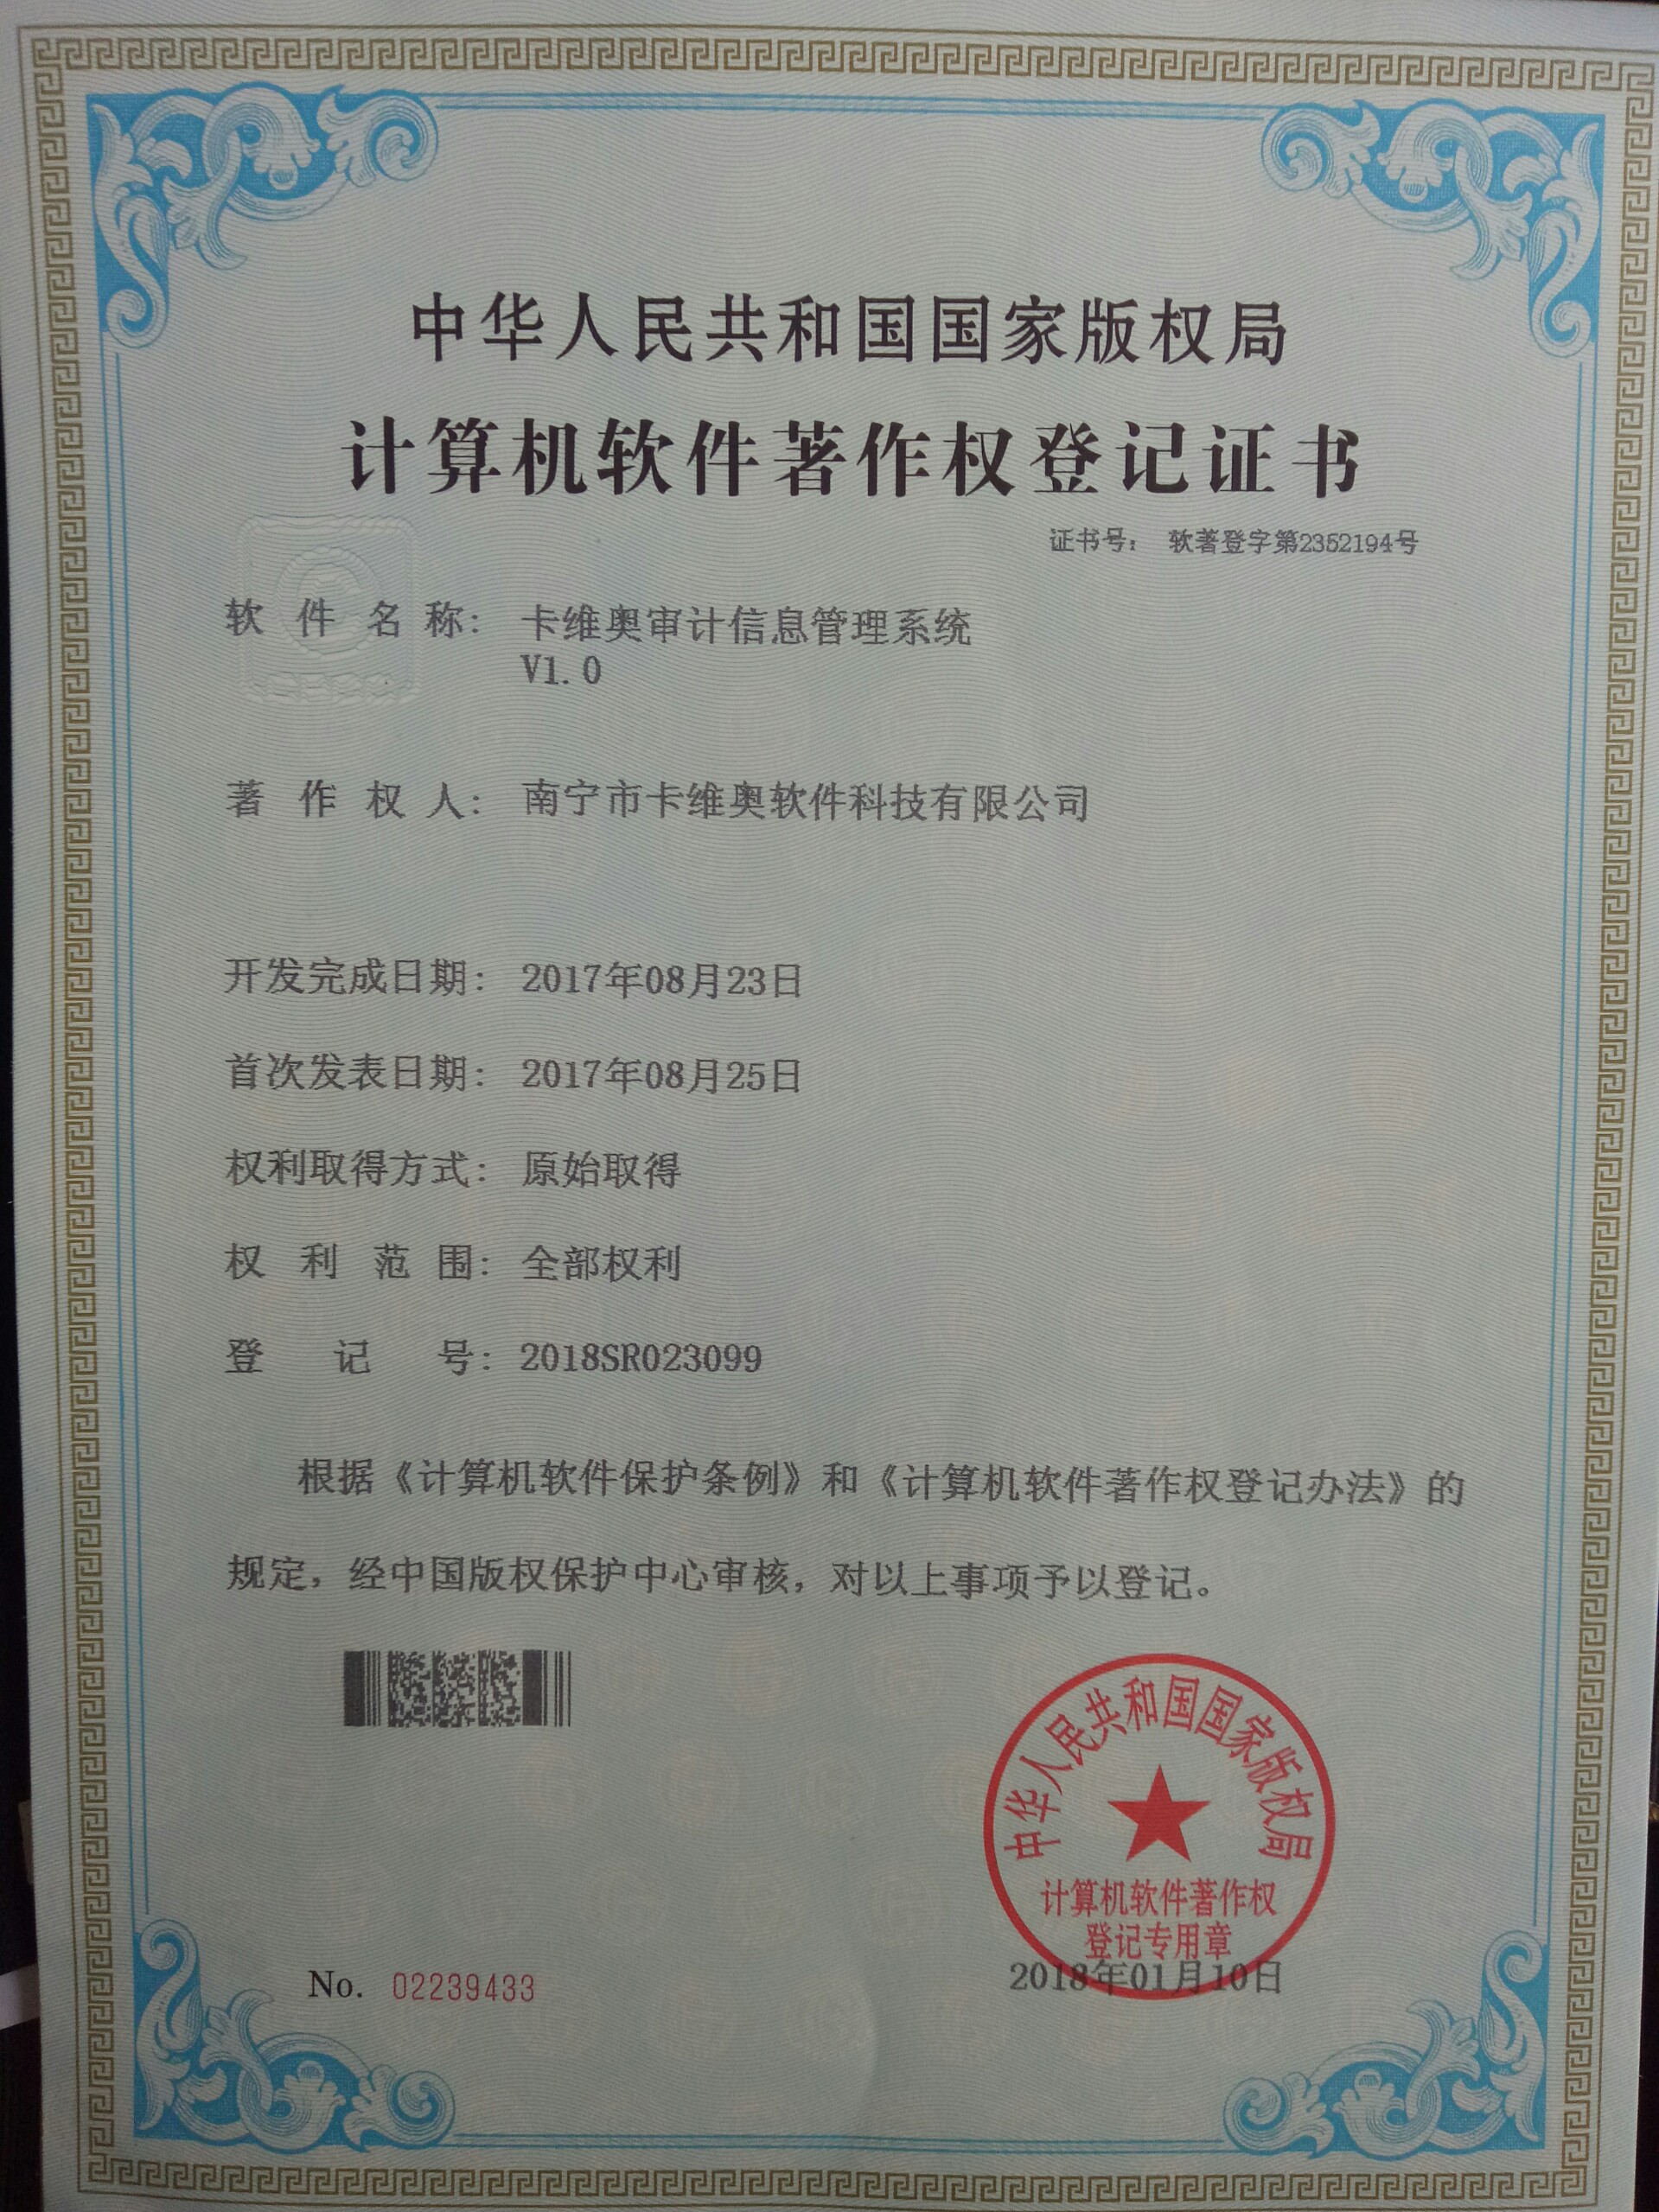 中华人民共和国国家版权局
计算机软件著作权登记证书
证书号： 软著登字第2352194号
软件名称： 卡维奥审计信息管理系统
V1.0
著作权人： 南宁市卡维奥软件科技有限公司
开发完成日期： 2017年08月23日
首次发表日期： 2017年08月25日
权利取得方式： 原始取得
权利范围： 全部权利
登记号： 2018SR023099
根据《计算机软件保护条例》和《计算机软件著作权登记办法》的
规定，经中国版权保护中心审核，对以上事项予以登记。
中华人民共和国国家版权局
计算机软件著作权
登记专用章
No. 02239433
2018年01月10日